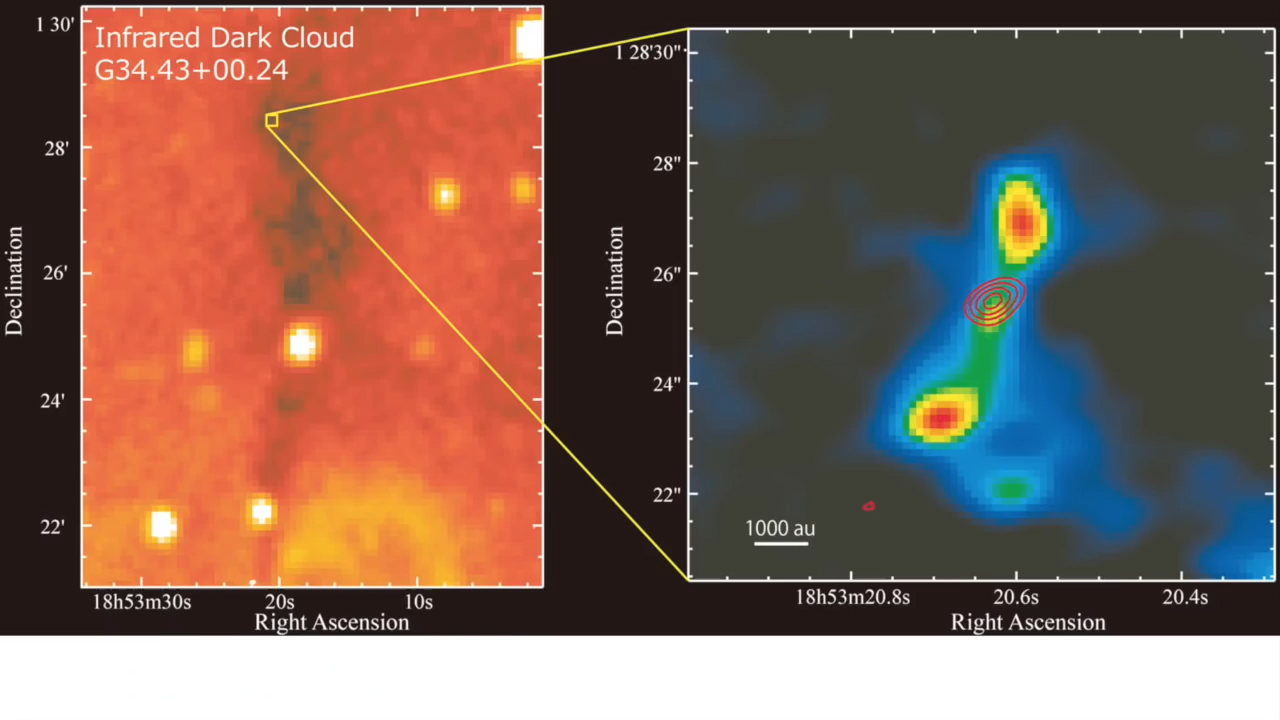 Infrared Dark Cloud
G34.43+00.24
1 30'
28'
26'
24'
22'
Declination
18h53m30s
20s
10s
Right Ascension
1 28'30"
28"
26"
24"
22"
Declination
1000 au
18h53m20.8s
20.6s
20.4s
Right Ascension